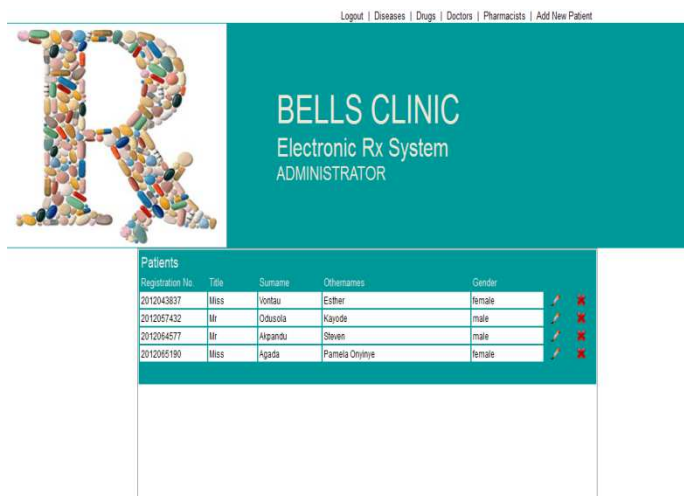 Logout | Diseases | Drugs | Doctors | Pharmacists | Add New Patient
BELLS CLINIC
Electronic Rx System
ADMINISTRATOR
Patients
Registration No. Title Surname Othernames Gender
2012043837 Miss Vontau Esther female
2012057432 Mr Odusola Kayode male
2012064577 Mr Akpandu Steven male
2012065190 Miss Agada Pamela Onyinye female